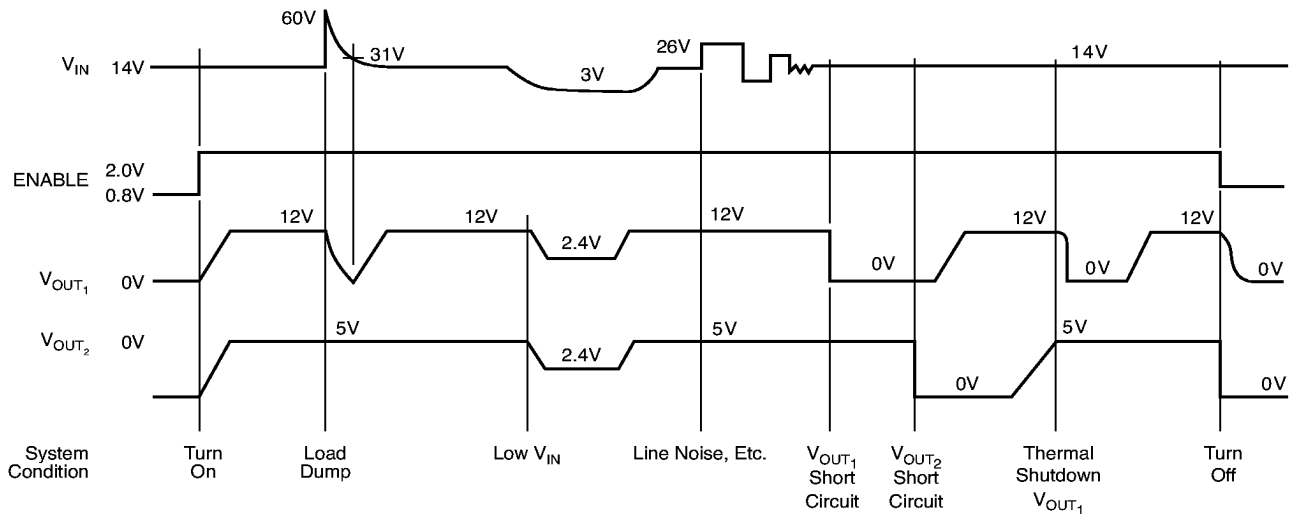 60V
31V
V_IN 14V
3V
26V
14V
ENABLE 2.0V
0.8V
12V 12V 2.4V 12V 12V 12V
V_OUT1 0V 0V 0V 0V
V_OUT2 0V 5V 2.4V 5V 5V
0V 0V
System Condition
Turn On
Load Dump
Low V_IN
Line Noise, Etc.
V_OUT1 Short Circuit
V_OUT2 Short Circuit
Thermal Shutdown V_OUT1
Turn Off